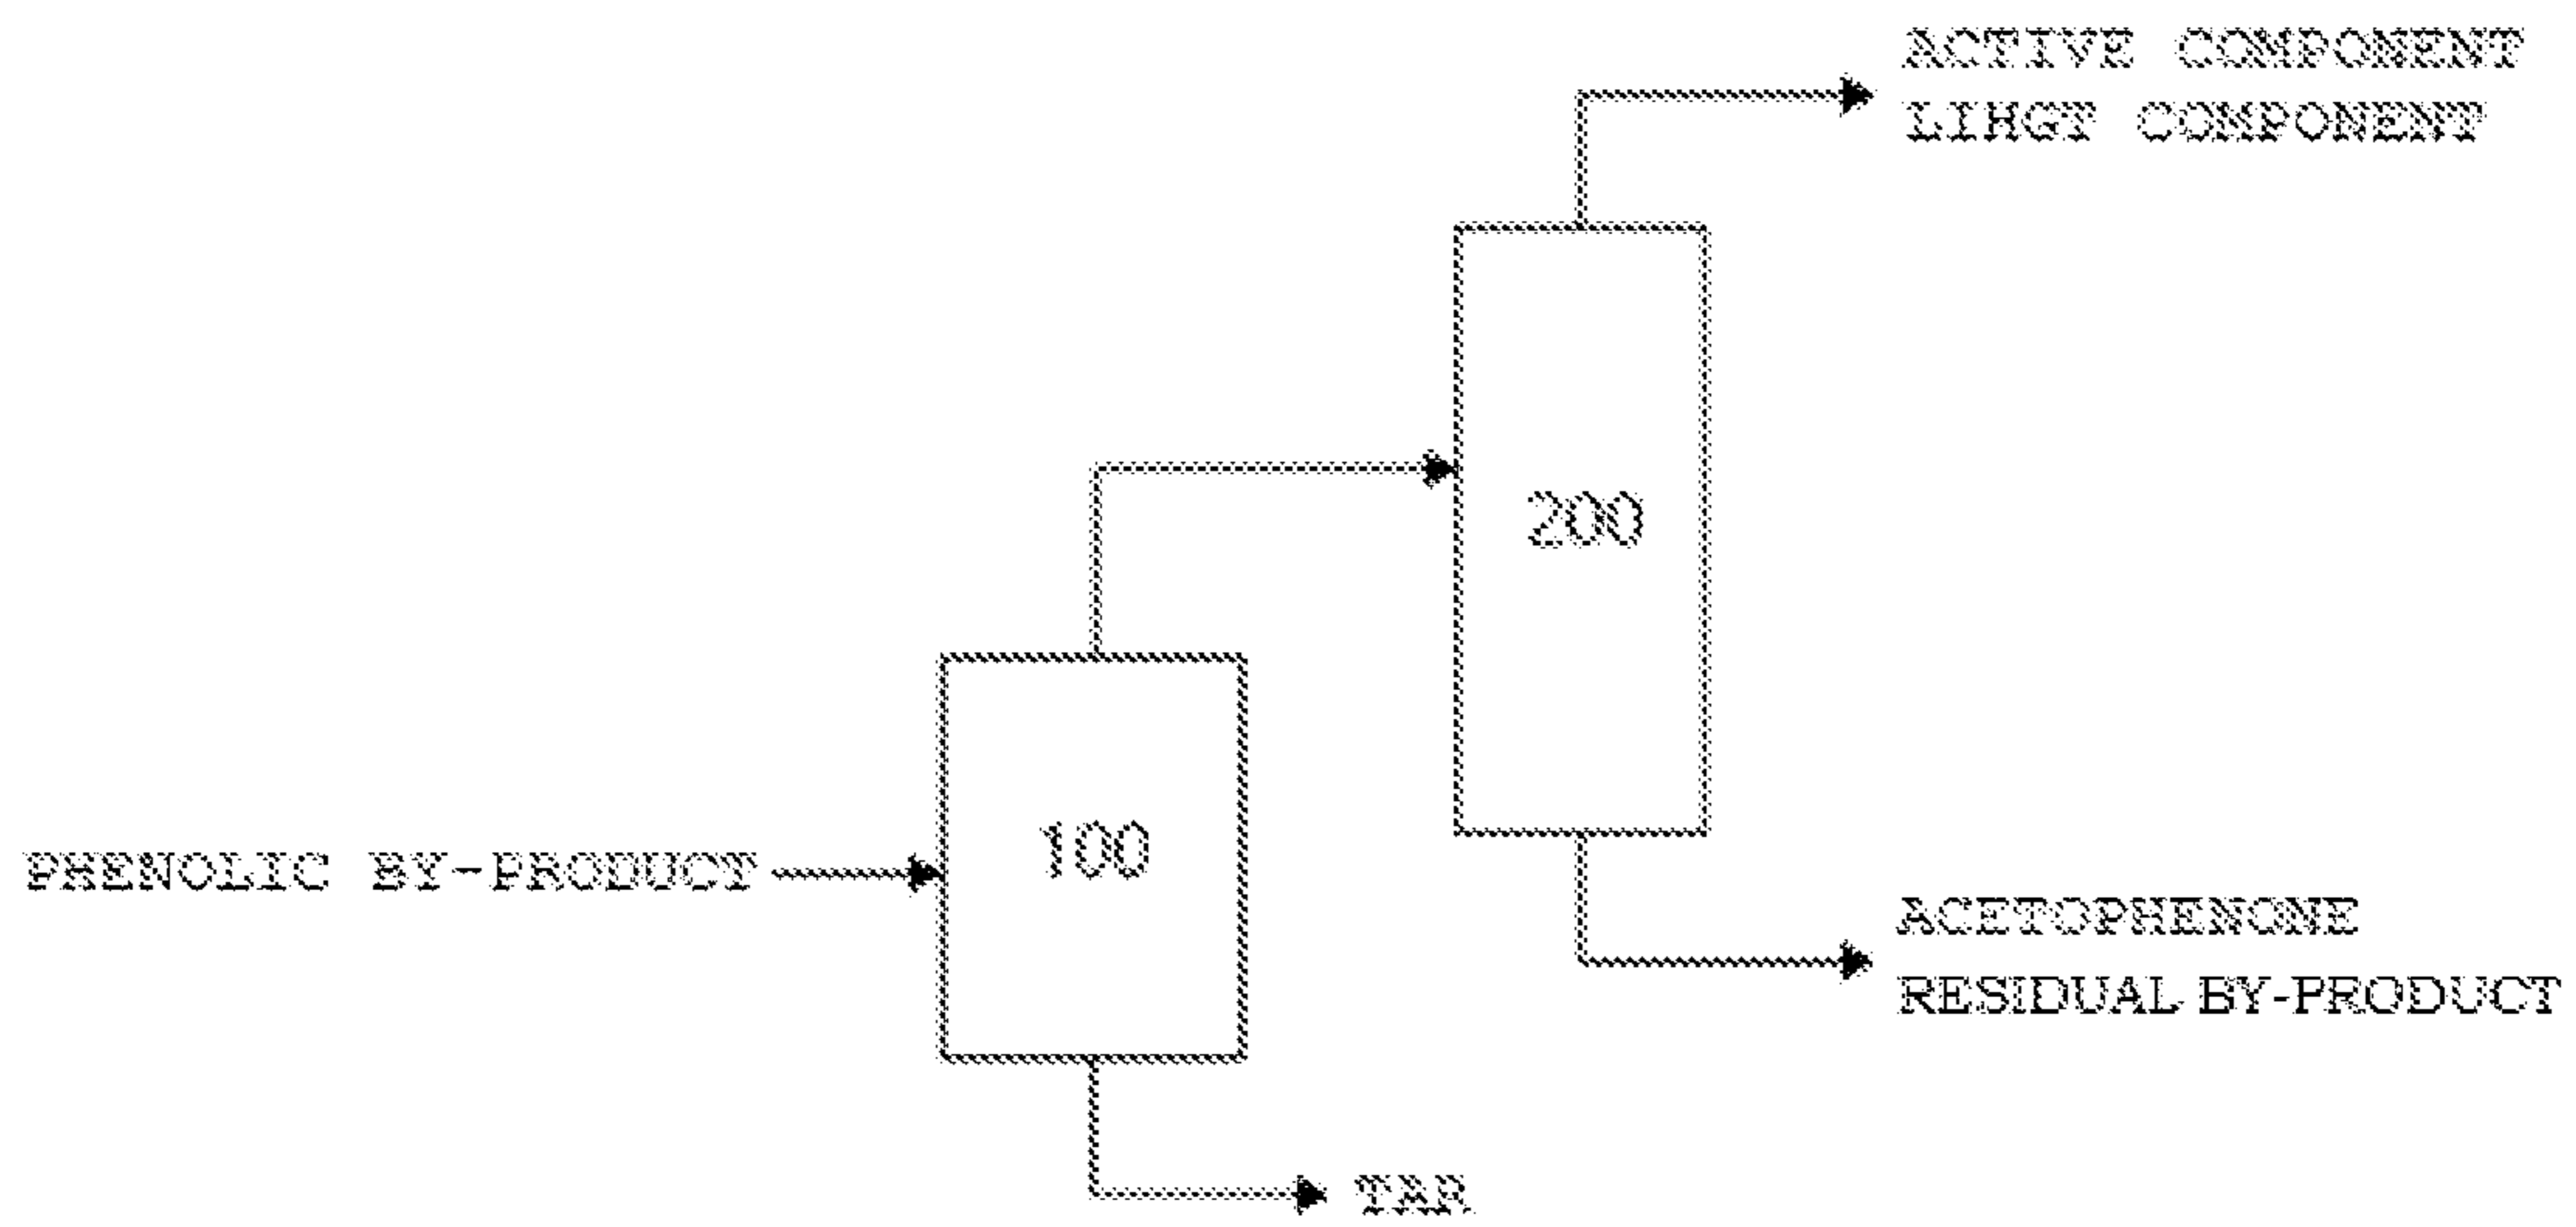 ACTIVE COMPONENT
LIHGT COMPONENT
200
100
PHENOLIC BY-PRODUCT
ACETOPHENONE
RESIDUAL BY-PRODUCT
TAR